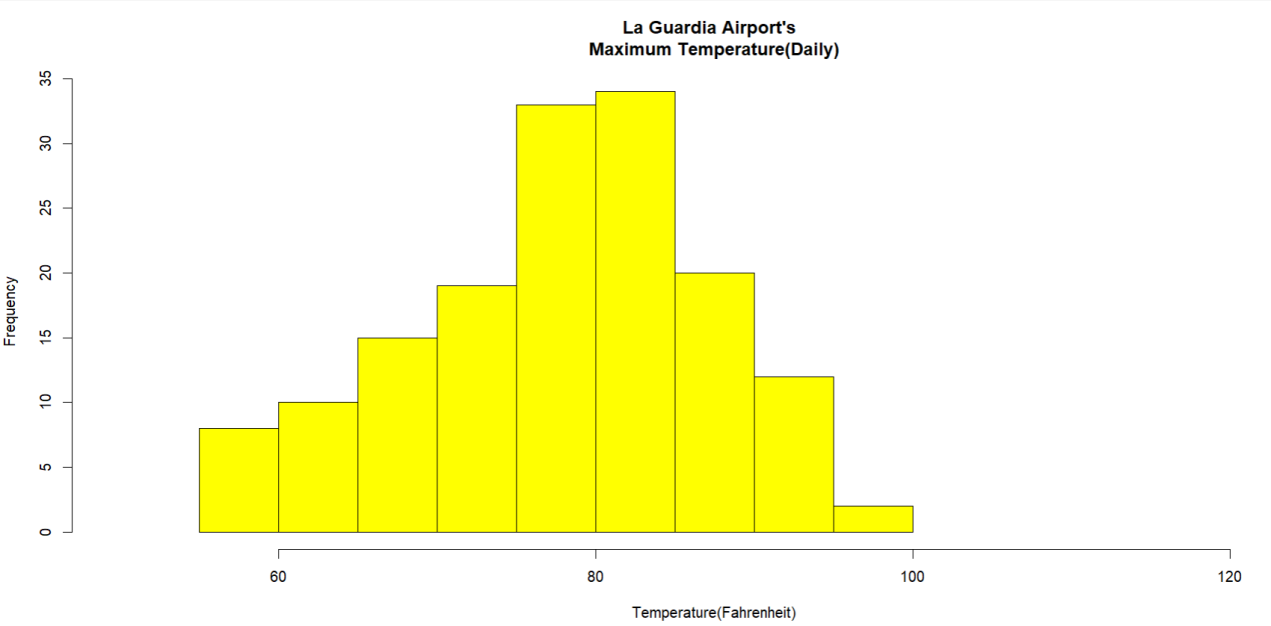 La Guardia Airport's
Maximum Temperature(Daily)
35
30
25
20
15
10
5
0
Frequency
60 80 100 120
Temperature(Fahrenheit)